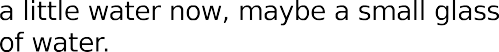 a little water now, maybe a small glass
of water.